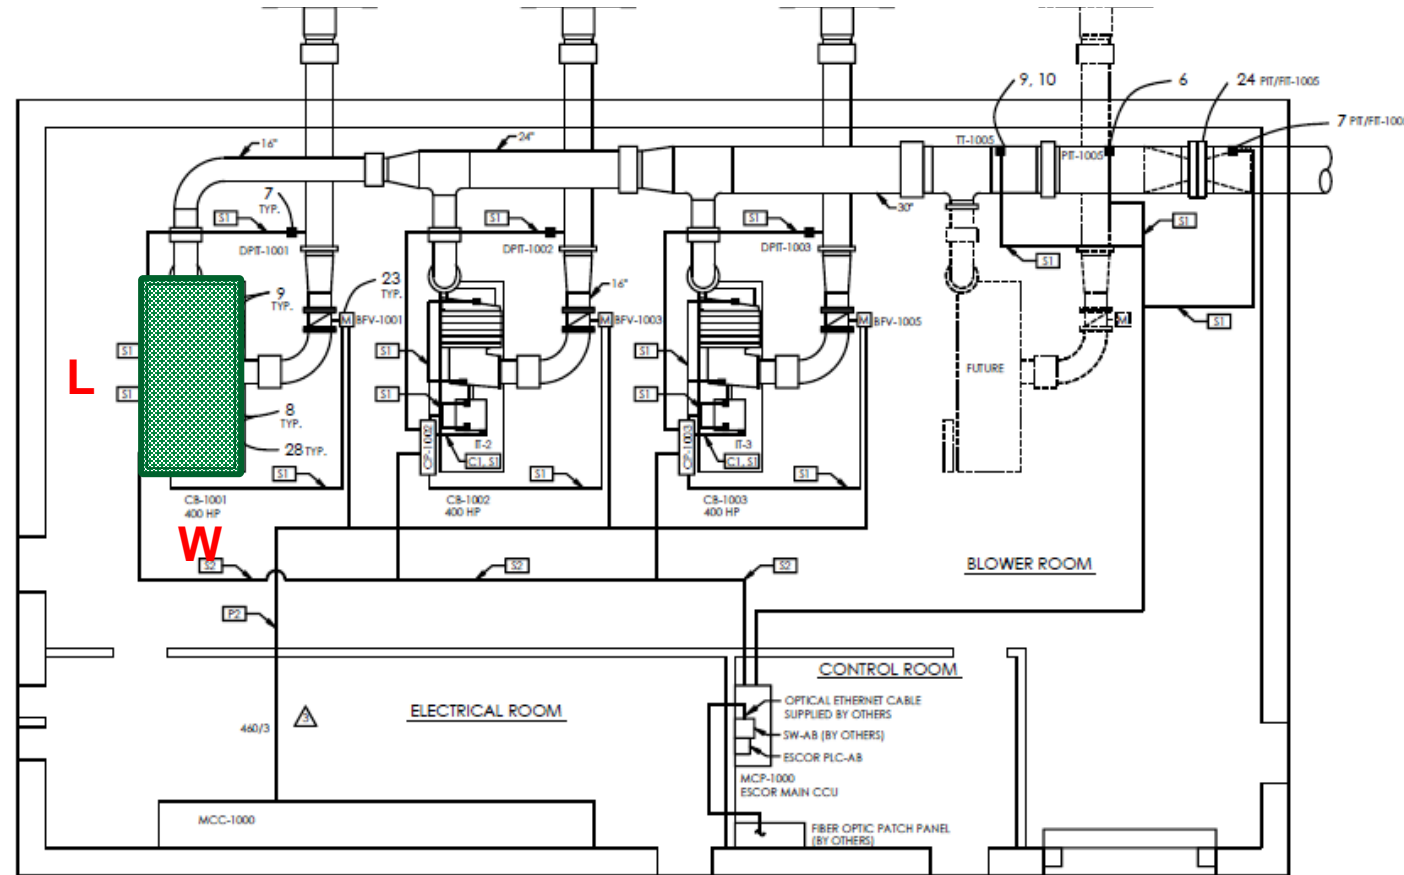 9, 10
6
24 PIT/FIT-1005
7 PIT/FIT-100
16"
24"
TT-1005
PIT-1005
30"
7
TYP.
S1
S1
S1
S1
DPIT-1001
DPIT-1002
DPIT-1003
S1
9
TYP.
23
TYP.
16"
M
BFV-1001
M
BFV-1003
M
BFV-1005
M
S1
S1
S1
S1
FUTURE
L
S1
S1
S1
8
TYP.
28 TYP.
CP-1002
IT-2
C1, S1
CP-1003
IT-3
C1, S1
S1
S1
S1
CB-1001
400 HP
CB-1002
400 HP
CB-1003
400 HP
W
S2
S2
S2
BLOWER ROOM
P2
CONTROL ROOM
ELECTRICAL ROOM
OPTICAL ETHERNET CABLE
SUPPLIED BY OTHERS
3
460/3
SW-AB (BY OTHERS)
ESCOR PLC-AB
MCP-1000
ESCOR MAIN CCU
MCC-1000
FIBER OPTIC PATCH PANEL
(BY OTHERS)